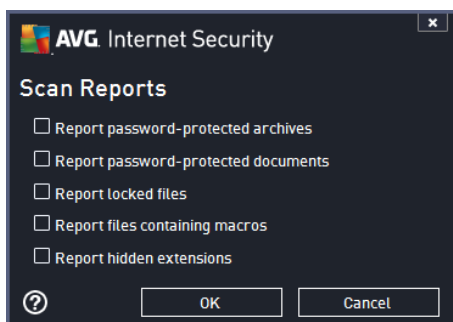 AVG. Internet Security
Scan Reports
Report password-protected archives
Report password-protected documents
Report locked files
Report files containing macros
Report hidden extensions
OK Cancel